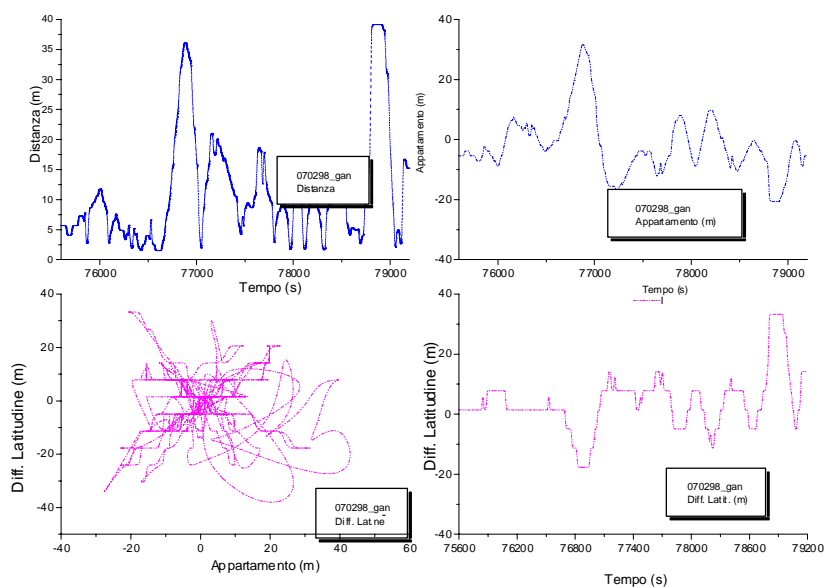 40
35
30
25
20
15
10
5
0
Distanza (m)
070298_gan
Distanza
76000 77000 78000 79000
Tempo (s)
40
20
0
-20
-40
Appartamento (m)
070298_gan
Appartamento (m)
76000 77000 78000 79000
Tempo (s)
40
20
0
-20
-40
Diff. Latitudine (m)
070298_gan
Diff. Latne
-40 -20 0 20 40 60
Appartamento (m)
40
20
0
-20
-40
Diff. Latitudine (m)
070298_gan
Diff. Latit. (m)
75600 76200 76800 77400 78000 78600 79200
Tempo (s)